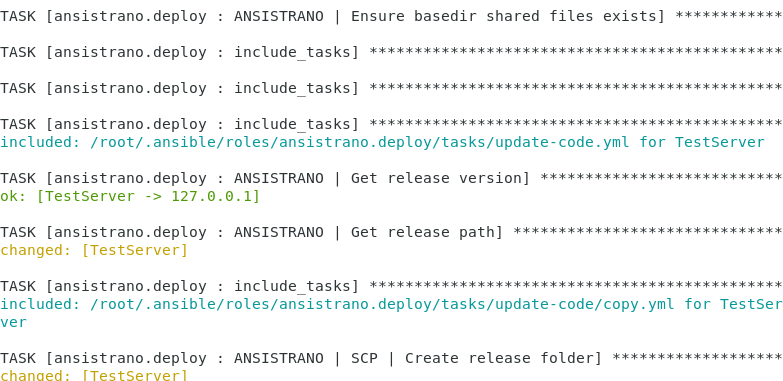 TASK [ansistrano.deploy : ANSISTRANO | Ensure basedir shared files exists] ************
TASK [ansistrano.deploy : include_tasks] **********************************************
TASK [ansistrano.deploy : include_tasks] **********************************************
TASK [ansistrano.deploy : include_tasks] **********************************************
included: /root/.ansible/roles/ansistrano.deploy/tasks/update-code.yml for TestServer
TASK [ansistrano.deploy : ANSISTRANO | Get release version] ***************************
ok: [TestServer -> 127.0.0.1]
TASK [ansistrano.deploy : ANSISTRANO | Get release path] ******************************
changed: [TestServer]
TASK [ansistrano.deploy : include_tasks] **********************************************
included: /root/.ansible/roles/ansistrano.deploy/tasks/update-code/copy.yml for TestSer
ver
TASK [ansistrano.deploy : ANSISTRANO | SCP | Create release folder] *******************
changed: [TestServer]